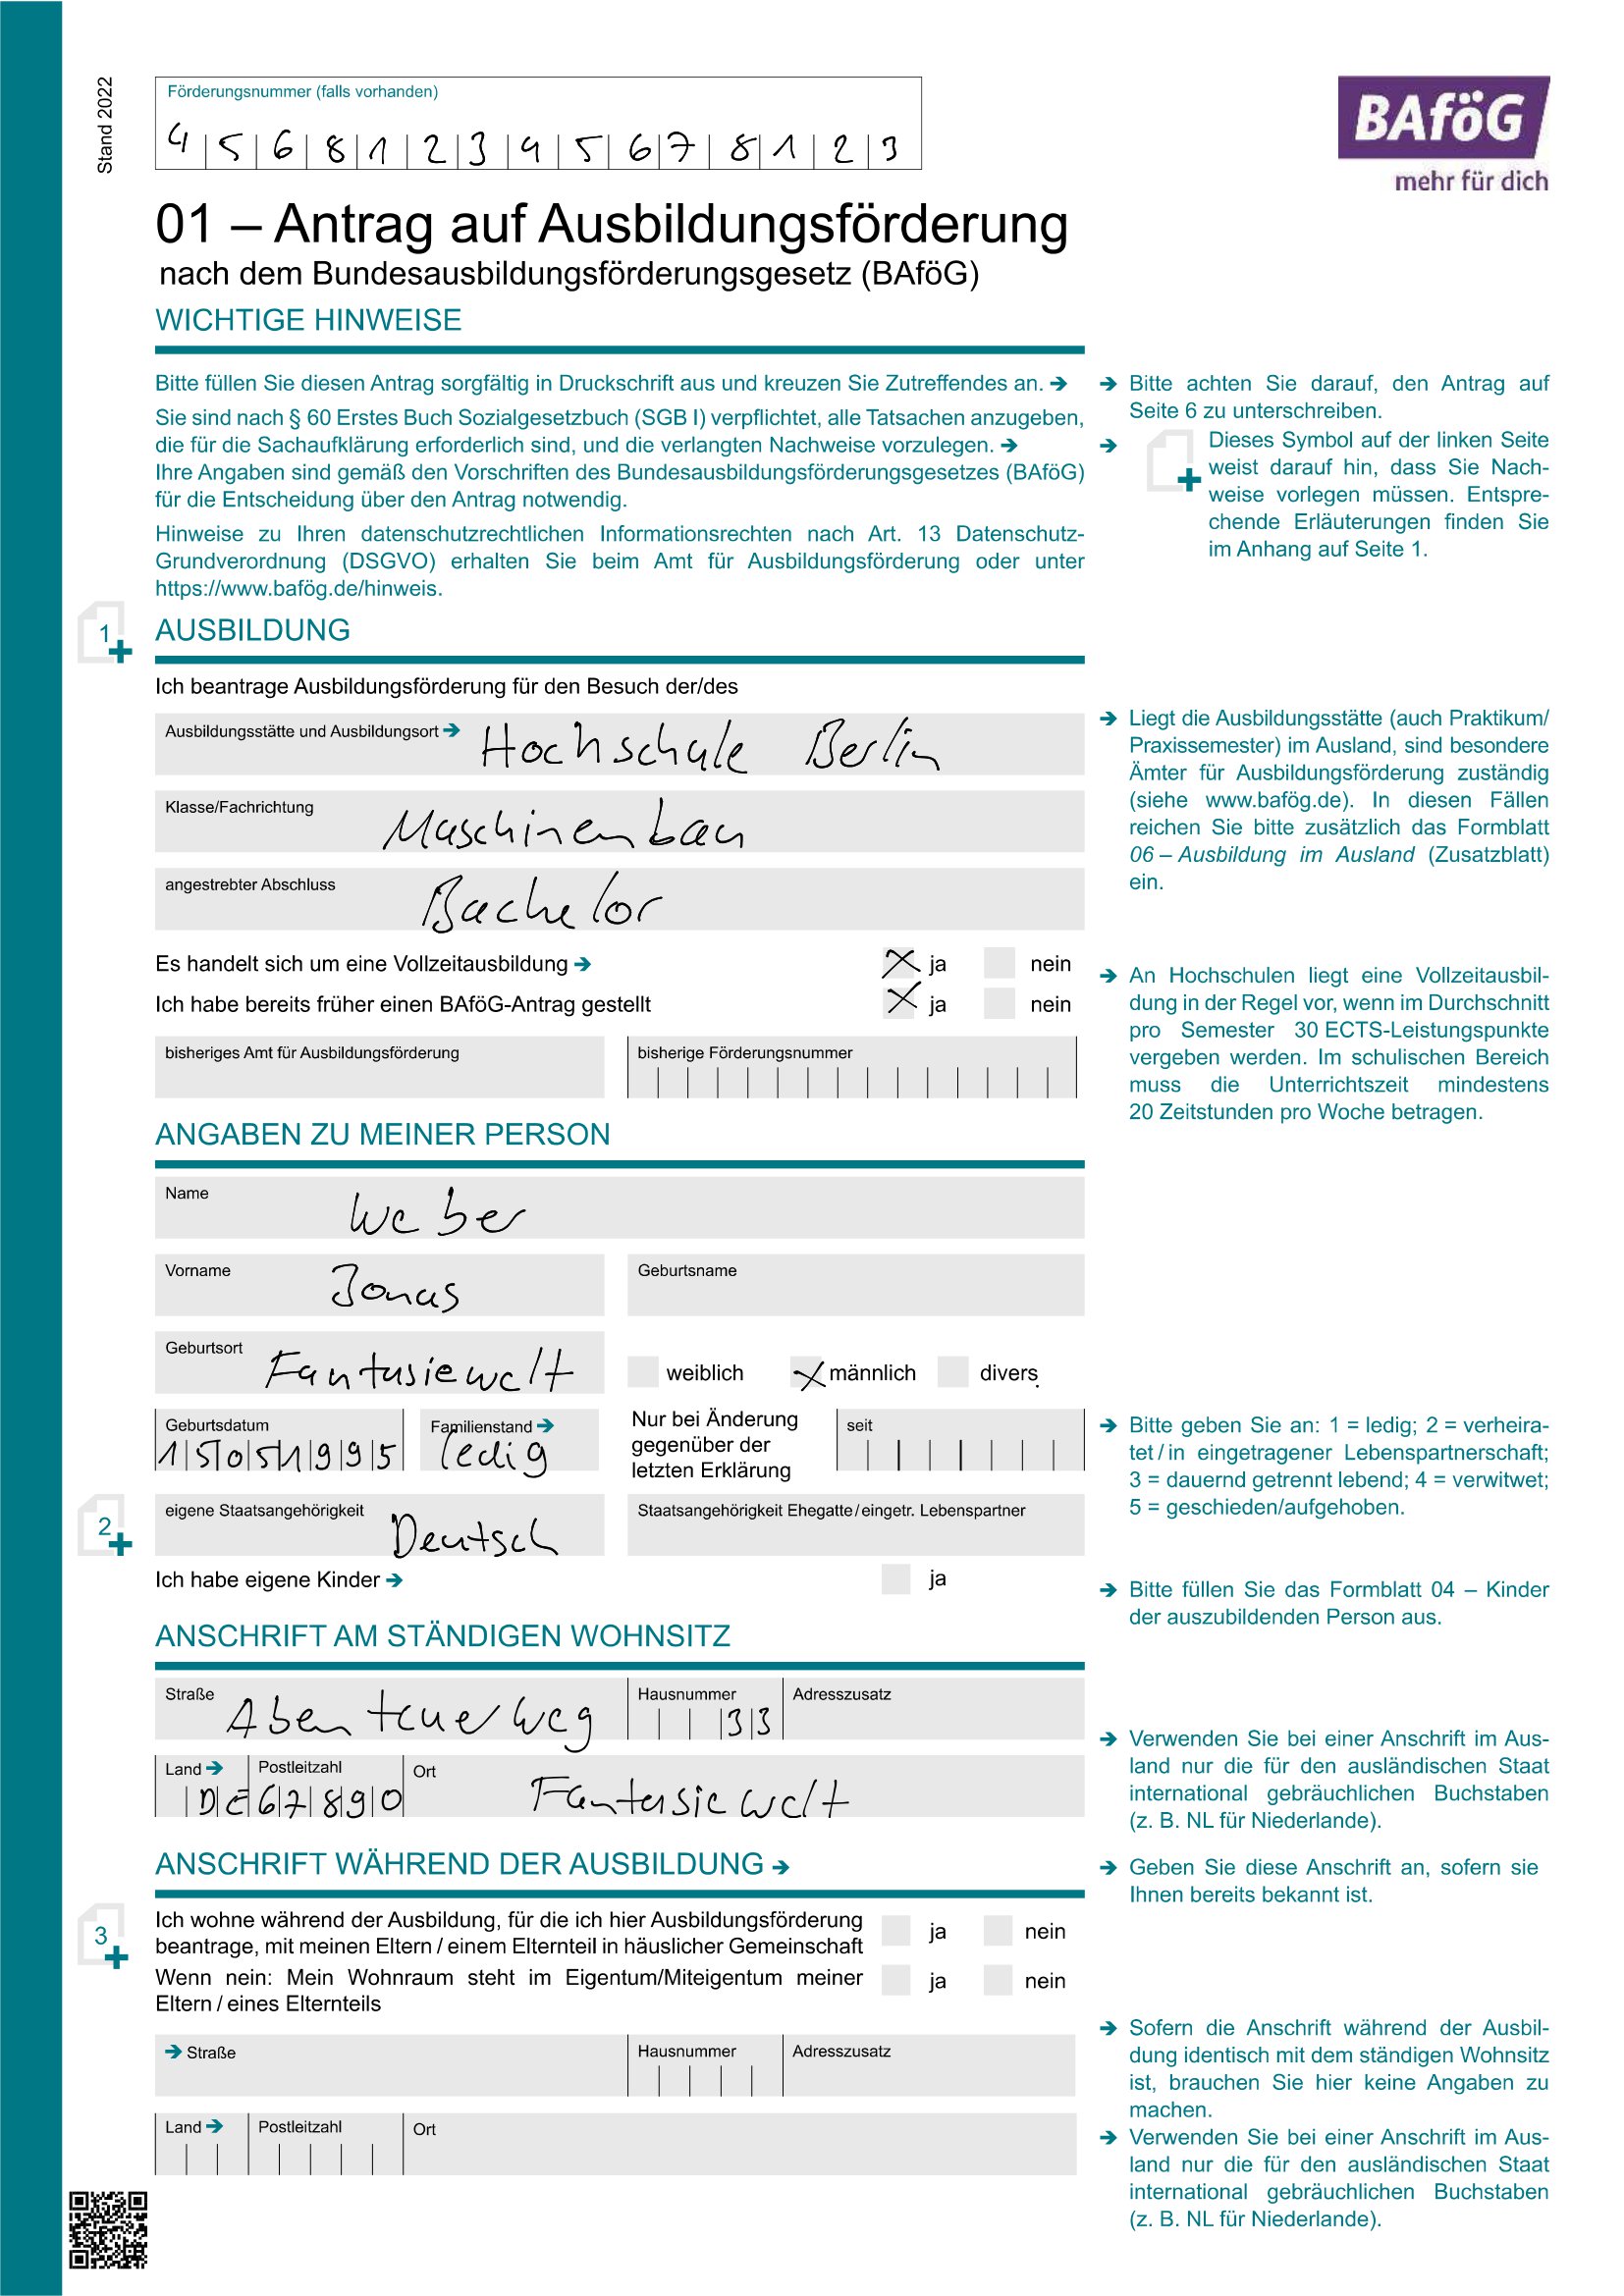 Stand 2022
Förderungsnummer (falls vorhanden)
4 5 6 8 1 2 3 4 5 6 7 8 1 2 3
BAföG
mehr für dich
01 – Antrag auf Ausbildungsförderung
nach dem Bundesausbildungsförderungsgesetz (BAföG)
WICHTIGE HINWEISE
Bitte füllen Sie diesen Antrag sorgfältig in Druckschrift aus und kreuzen Sie Zutreffendes an. ➔
Sie sind nach § 60 Erstes Buch Sozialgesetzbuch (SGB I) verpflichtet, alle Tatsachen anzugeben,
die für die Sachaufklärung erforderlich sind, und die verlangten Nachweise vorzulegen. ➔
Ihre Angaben sind gemäß den Vorschriften des Bundesausbildungsförderungsgesetzes (BAföG)
für die Entscheidung über den Antrag notwendig.
Hinweise zu Ihren datenschutzrechtlichen Informationsrechten nach Art. 13 Datenschutz-
Grundverordnung (DSGVO) erhalten Sie beim Amt für Ausbildungsförderung oder unter
https://www.bafög.de/hinweis.
➔ Bitte achten Sie darauf, den Antrag auf
Seite 6 zu unterschreiben.
➔ Dieses Symbol auf der linken Seite
weist darauf hin, dass Sie Nach-
weise vorlegen müssen. Entspre-
chende Erläuterungen finden Sie
im Anhang auf Seite 1.
1 AUSBILDUNG
Ich beantrage Ausbildungsförderung für den Besuch der/des
Ausbildungsstätte und Ausbildungsort ➔ Hochschule Berlin
Klasse/Fachrichtung Maschinenbau
angestrebter Abschluss Bachelor
➔ Liegt die Ausbildungsstätte (auch Praktikum/
Praxissemester) im Ausland, sind besondere
Ämter für Ausbildungsförderung zuständig
(siehe www.bafög.de). In diesen Fällen
reichen Sie bitte zusätzlich das Formblatt
06 – Ausbildung im Ausland (Zusatzblatt)
ein.
Es handelt sich um eine Vollzeitausbildung ➔ ja nein
Ich habe bereits früher einen BAföG-Antrag gestellt ja nein
bisheriges Amt für Ausbildungsförderung bisherige Förderungsnummer
➔ An Hochschulen liegt eine Vollzeitausbil-
dung in der Regel vor, wenn im Durchschnitt
pro Semester 30 ECTS-Leistungspunkte
vergeben werden. Im schulischen Bereich
muss die Unterrichtszeit mindestens
20 Zeitstunden pro Woche betragen.
ANGABEN ZU MEINER PERSON
Name Weber
Vorname Jonas Geburtsname
Geburtsort Fantasiewelt weiblich männlich divers
Geburtsdatum 15051995 Familienstand ➔ ledig
Nur bei Änderung
gegenüber der
letzten Erklärung
seit
➔ Bitte geben Sie an: 1 = ledig; 2 = verheira-
tet / in eingetragener Lebenspartnerschaft;
3 = dauernd getrennt lebend; 4 = verwitwet;
5 = geschieden/aufgehoben.
2 eigene Staatsangehörigkeit Deutsch Staatsangehörigkeit Ehegatte / eingetr. Lebenspartner
Ich habe eigene Kinder ➔ ja
➔ Bitte füllen Sie das Formblatt 04 – Kinder
der auszubildenden Person aus.
ANSCHRIFT AM STÄNDIGEN WOHNSITZ
Straße Abenteuerweg Hausnummer 33 Adresszusatz
Land ➔ DE Postleitzahl 67890 Ort Fantasiewelt
➔ Verwenden Sie bei einer Anschrift im Aus-
land nur die für den ausländischen Staat
international gebräuchlichen Buchstaben
(z. B. NL für Niederlande).
ANSCHRIFT WÄHREND DER AUSBILDUNG ➔
➔ Geben Sie diese Anschrift an, sofern sie
Ihnen bereits bekannt ist.
3
Ich wohne während der Ausbildung, für die ich hier Ausbildungsförderung
beantrage, mit meinen Eltern / einem Elternteil in häuslicher Gemeinschaft ja nein
Wenn nein: Mein Wohnraum steht im Eigentum/Miteigentum meiner
Eltern / eines Elternteils ja nein
➔ Straße Hausnummer Adresszusatz
Land ➔ Postleitzahl Ort
➔ Sofern die Anschrift während der Ausbil-
dung identisch mit dem ständigen Wohnsitz
ist, brauchen Sie hier keine Angaben zu
machen.
➔ Verwenden Sie bei einer Anschrift im Aus-
land nur die für den ausländischen Staat
international gebräuchlichen Buchstaben
(z. B. NL für Niederlande).